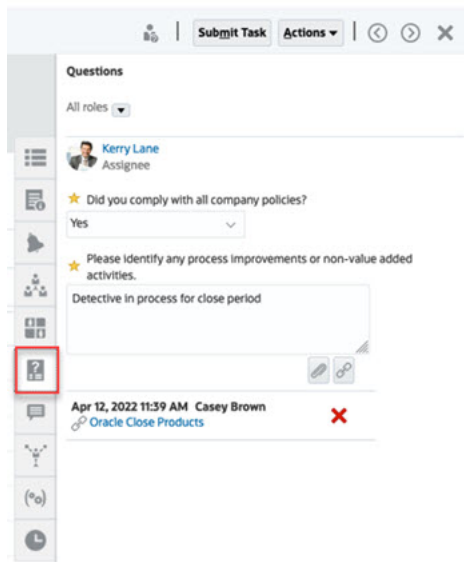 Submit Task
Actions
Questions
All roles
Kerry Lane
Assignee
Did you comply with all company policies?
Yes
Please identify any process improvements or non-value added
activities.
Detective in process for close period
Apr 12, 2022 11:39 AM Casey Brown
Oracle Close Products